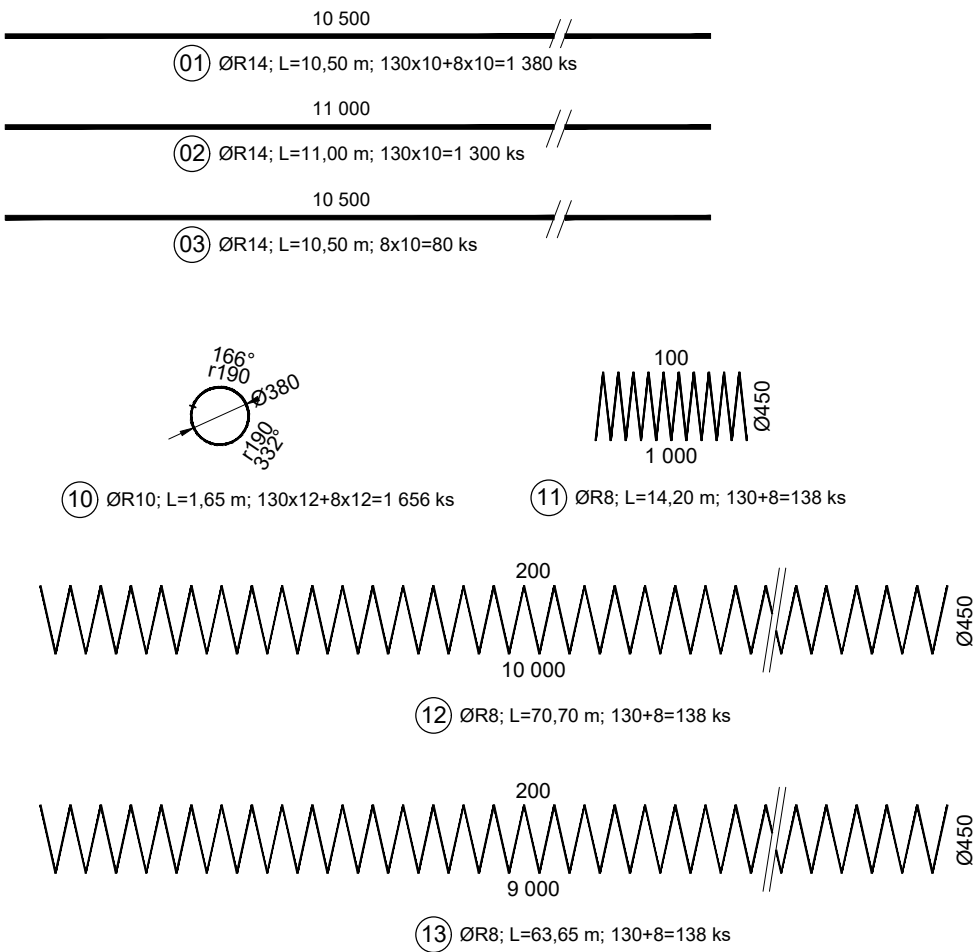 10 500
01 ØR14; L=10,50 m; 130x10+8x10=1 380 ks
11 000
02 ØR14; L=11,00 m; 130x10=1 300 ks
10 500
03 ØR14; L=10,50 m; 8x10=80 ks
166°
r190
Ø380
r190
332°
10 ØR10; L=1,65 m; 130x12+8x12=1 656 ks
100
Ø450
1 000
11 ØR8; L=14,20 m; 130+8=138 ks
200
Ø450
10 000
12 ØR8; L=70,70 m; 130+8=138 ks
200
Ø450
9 000
13 ØR8; L=63,65 m; 130+8=138 ks